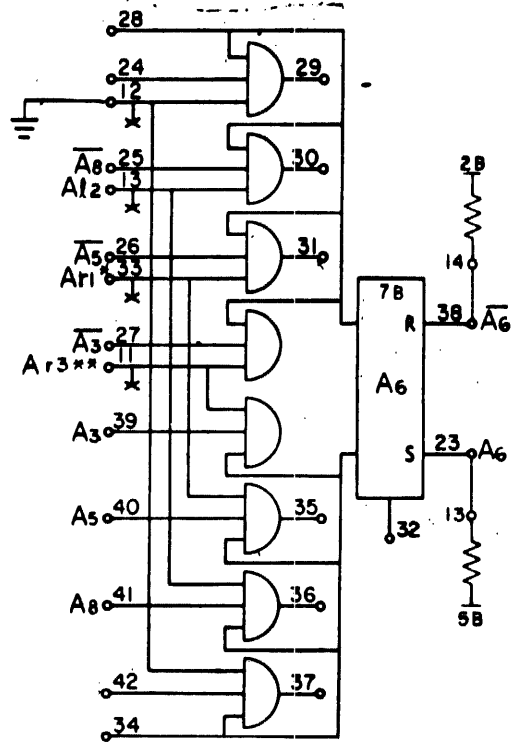 28
24
29
12
A̅8 25
30
2B
Al2 13
A̅5 26
31
14
Ar1* 33
7B
R 38 A̅6
A̅3 27
Ar3** 11
A6
A3 39
S 23 A6
A5 40
35
13
32
A8 41
36
5B
42
37
34